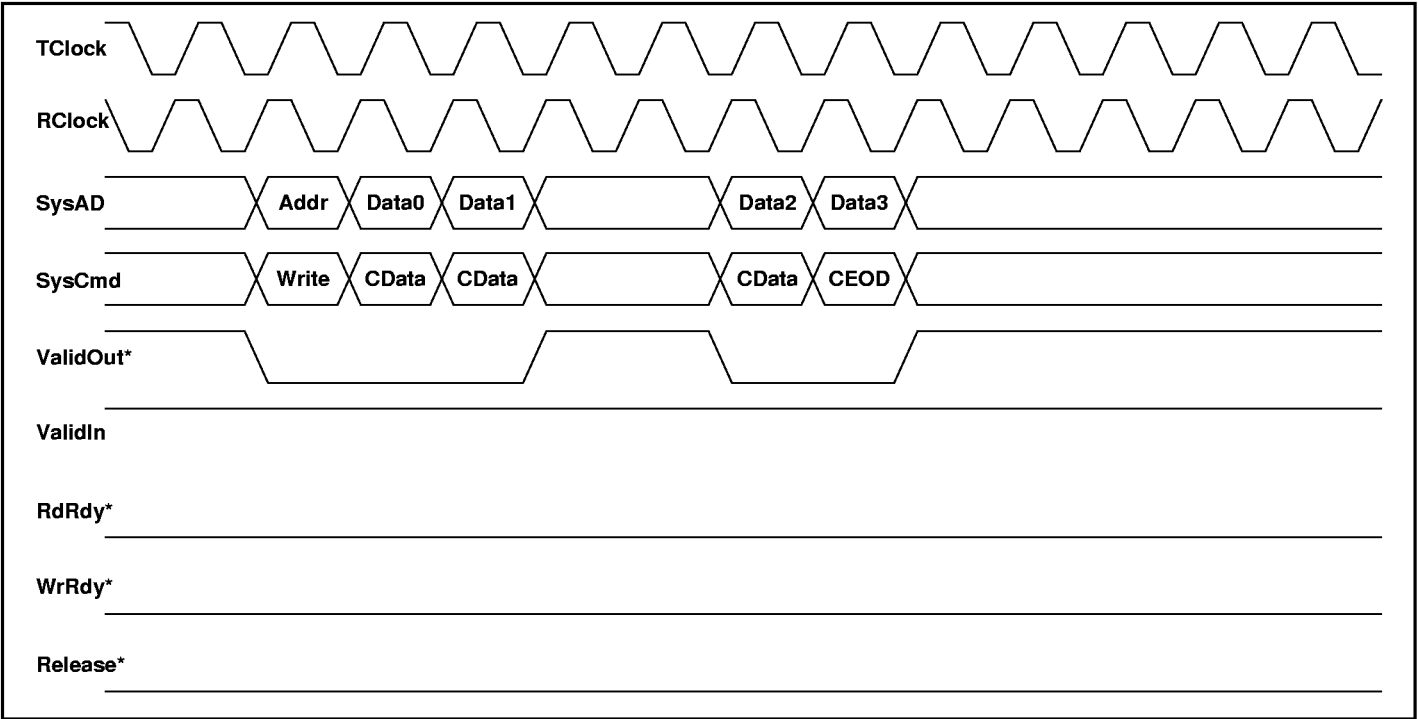 TClock
RClock
SysAD Addr Data0 Data1 Data2 Data3
SysCmd Write CData CData CData CEOD
ValidOut*
ValidIn
RdRdy*
WrRdy*
Release*